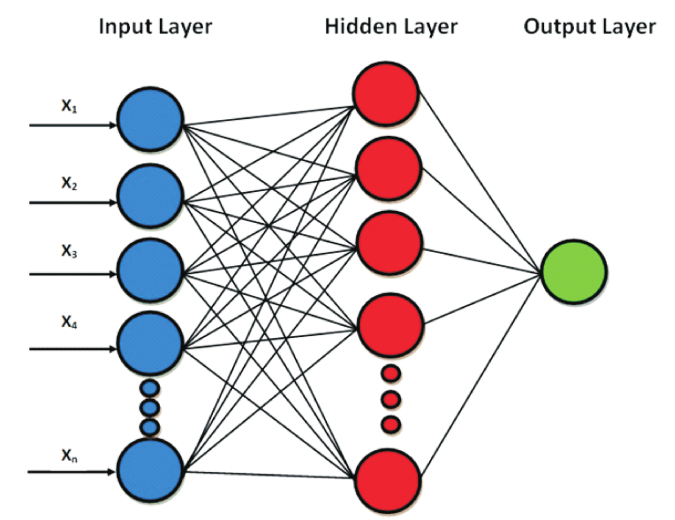 Input Layer Hidden Layer Output Layer
X₁
X₂
X₃
X₄
Xₙ